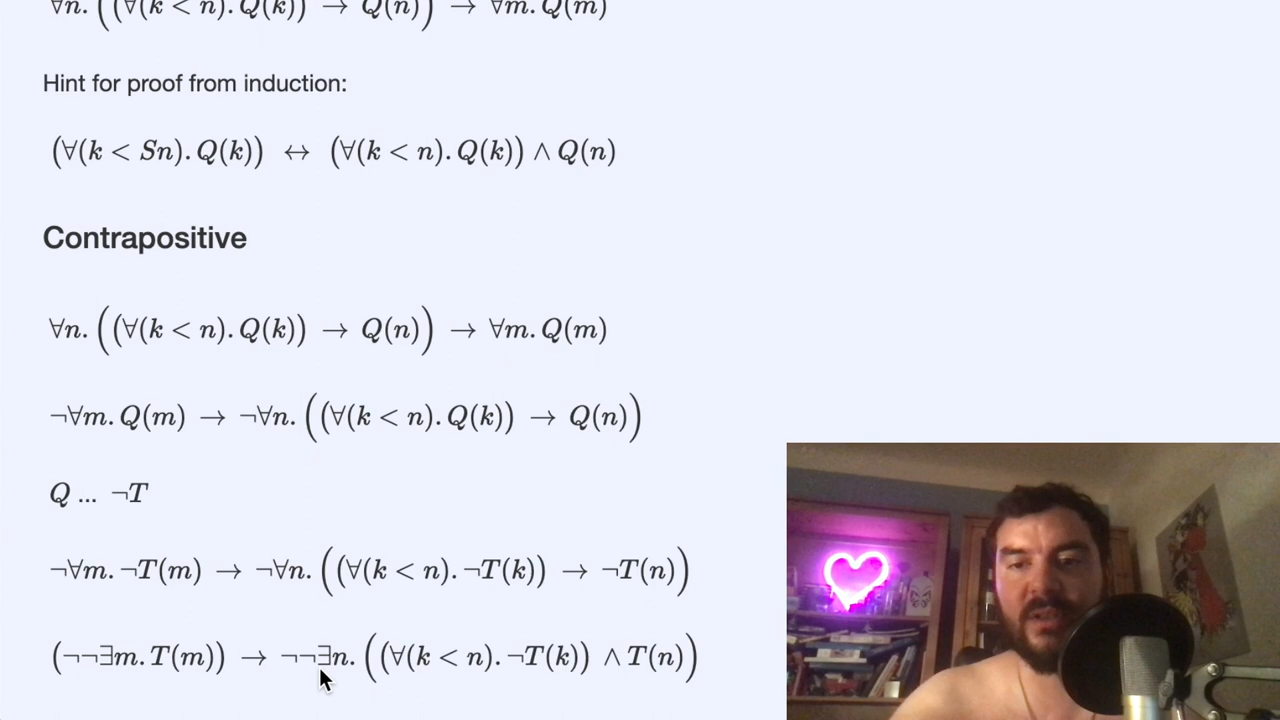 ∀n. ((∀(k < n). Q(k)) → Q(n)) → ∀m. Q(m)
Hint for proof from induction:
(∀(k < Sn). Q(k)) ↔ (∀(k < n). Q(k)) ∧ Q(n)
Contrapositive
∀n. ((∀(k < n). Q(k)) → Q(n)) → ∀m. Q(m)
¬∀m. Q(m) → ¬∀n. ((∀(k < n). Q(k)) → Q(n))
Q ... ¬T
¬∀m. ¬T(m) → ¬∀n. ((∀(k < n). ¬T(k)) → ¬T(n))
(¬¬∃m. T(m)) → ¬¬∃n. ((∀(k < n). ¬T(k)) ∧ T(n))